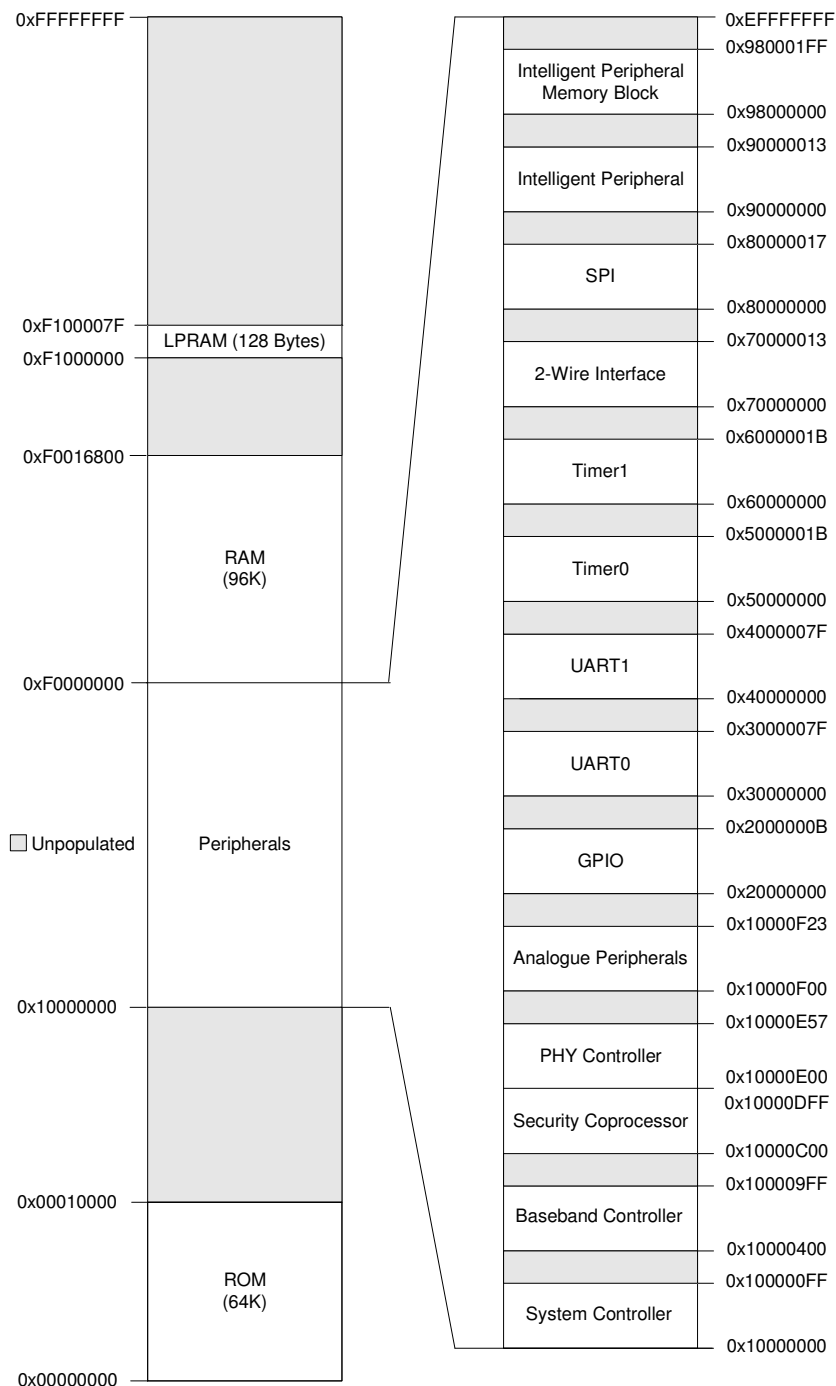 0xFFFFFFFF
0xF100007F
LPRAM (128 Bytes)
0xF1000000
0xF0016800
RAM
(96K)
0xF0000000
Unpopulated
Peripherals
0x10000000
0x00010000
ROM
(64K)
0x00000000
0xEFFFFFFF
0x980001FF
Intelligent Peripheral
Memory Block
0x98000000
0x90000013
Intelligent Peripheral
0x90000000
0x80000017
SPI
0x80000000
0x70000013
2-Wire Interface
0x70000000
0x6000001B
Timer1
0x60000000
0x5000001B
Timer0
0x50000000
0x4000007F
UART1
0x40000000
0x3000007F
UART0
0x30000000
0x2000000B
GPIO
0x20000000
0x10000F23
Analogue Peripherals
0x10000F00
0x10000E57
PHY Controller
0x10000E00
0x10000DFF
Security Coprocessor
0x10000C00
0x100009FF
Baseband Controller
0x10000400
0x100000FF
System Controller
0x10000000